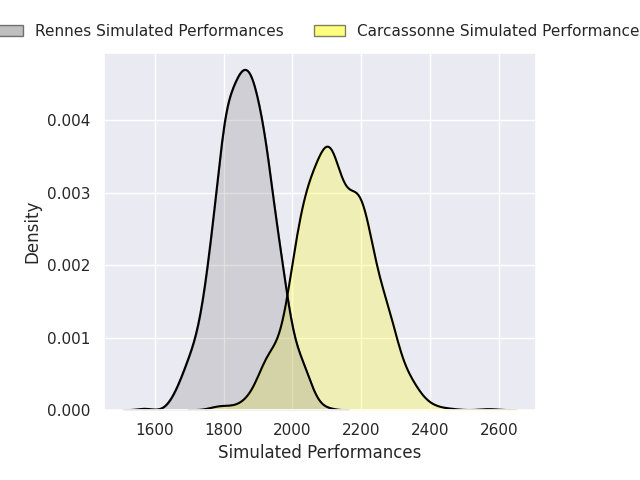 Rennes Simulated Performances
Carcassonne Simulated Performance
0.004
0.003
0.002
0.001
0.000
Density
1600 1800 2000 2200 2400 2600
Simulated Performances